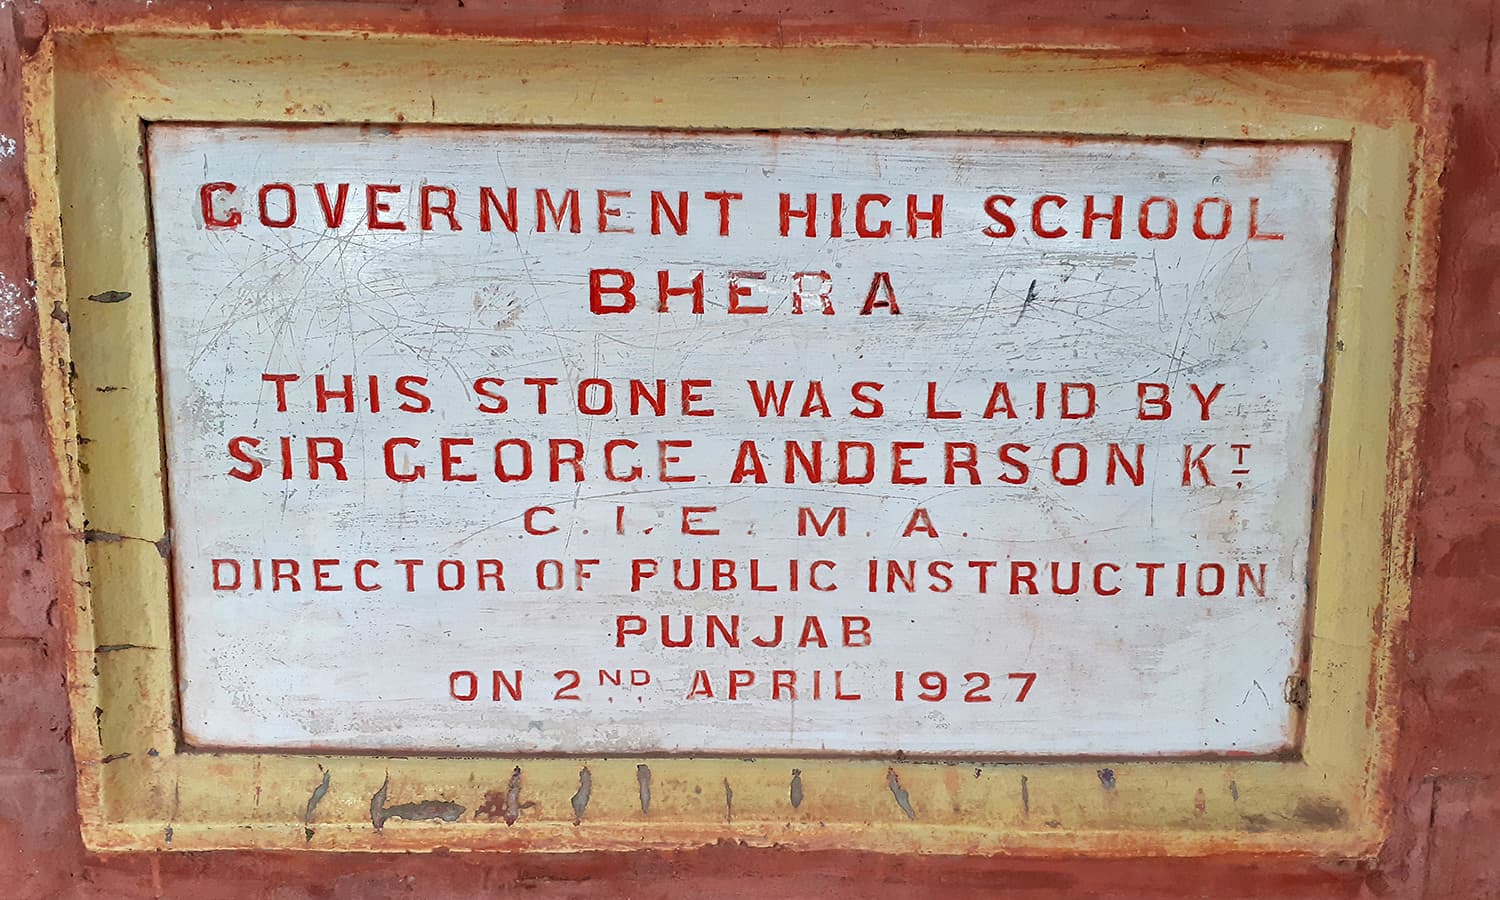 GOVERNMENT HIGH SCHOOL
BHERA
THIS STONE WAS LAID BY
SIR GEORGE ANDERSON KT.
C. I. E. M. A.
DIRECTOR OF PUBLIC INSTRUCTION
PUNJAB
ON 2ND APRIL 1927